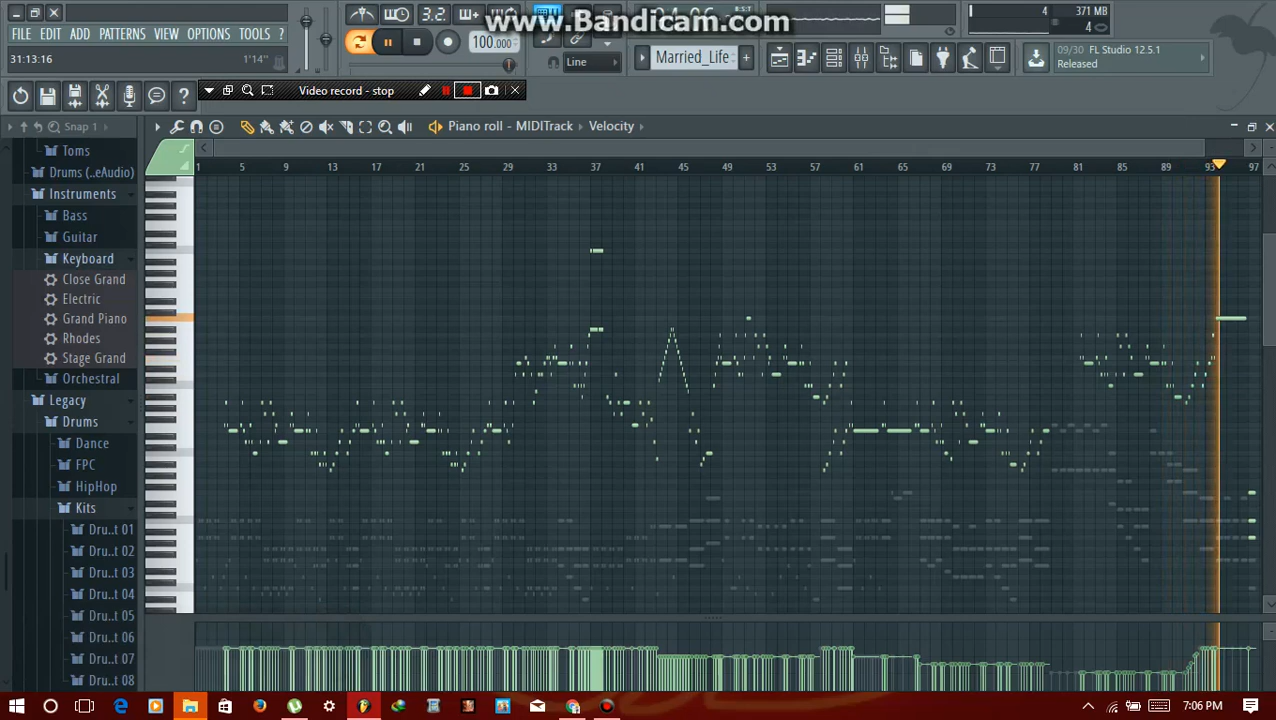 www.Bandicam.com
3.2
4
371 MB
4
FILE EDIT ADD PATTERNS VIEW OPTIONS TOOLS ?
100.000
31:13:16
1'14"
Line
Married_Life
09/30 FL Studio 12.5.1
Released
Video record - stop
Snap 1
Piano roll - MIDITrack
Velocity
1 5 9 13 17 21 25 29 33 37 41 45 49 53 57 61 65 69 73 77 81 85 89 93 97
Toms
Drums (..eAudio)
Instruments
Bass
Guitar
Keyboard
Close Grand
Electric
Grand Piano
Rhodes
Stage Grand
Orchestral
Legacy
Drums
Dance
FPC
HipHop
Kits
Dru..t 01
Dru..t 02
Dru..t 03
Dru..t 04
Dru..t 05
Dru..t 06
Dru..t 07
Dru..t 08
7:06 PM